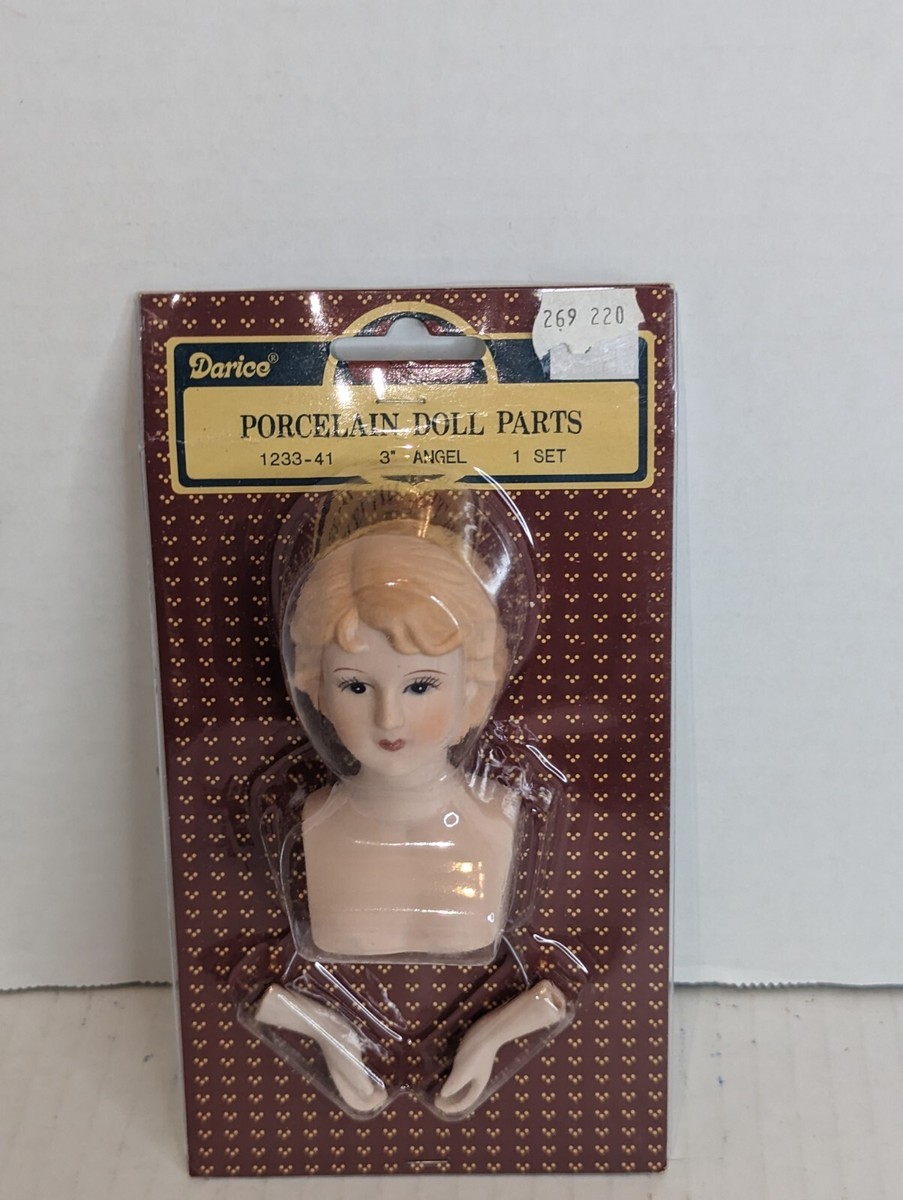 269 220
Darice®
PORCELAIN DOLL PARTS
1233-41 3" ANGEL 1 SET